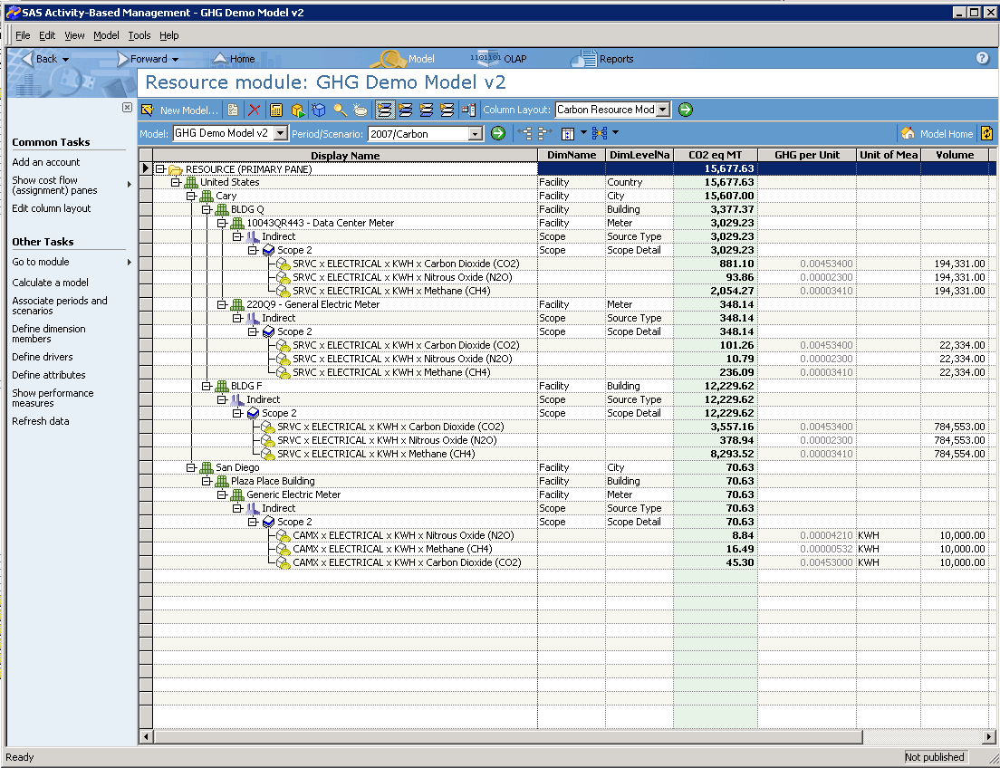 SAS Activity-Based Management - GHG Demo Model v2
File Edit View Model Tools Help
Back Forward Home Model 1101101 OLAP Reports
Resource module: GHG Demo Model v2
New Model... Column Layout: Carbon Resource Mod
Model: GHG Demo Model v2 Period/Scenario: 2007/Carbon Model Home
Common Tasks
Add an account
Show cost flow
(assignment) panes
Edit column layout
Other Tasks
Go to module
Calculate a model
Associate periods and
scenarios
Define dimension
members
Define drivers
Define attributes
Show performance
measures
Refresh data
Display Name DimName DimLevelNa CO2 eq MT GHG per Unit Unit of Mea Volume
RESOURCE (PRIMARY PANE) 15,677.63
United States Facility Country 15,677.63
Cary Facility City 15,607.00
BLDG Q Facility Building 3,377.37
10043QR443 - Data Center Meter Facility Meter 3,029.23
Indirect Scope Source Type 3,029.23
Scope 2 Scope Scope Detail 3,029.23
SRVC x ELECTRICAL x KWH x Carbon Dioxide (CO2) 881.10 0.00453400 194,331.00
SRVC x ELECTRICAL x KWH x Nitrous Oxide (N2O) 93.86 0.00002300 194,331.00
SRVC x ELECTRICAL x KWH x Methane (CH4) 2,054.27 0.00003410 194,331.00
220Q9 - General Electric Meter Facility Meter 348.14
Indirect Scope Source Type 348.14
Scope 2 Scope Scope Detail 348.14
SRVC x ELECTRICAL x KWH x Carbon Dioxide (CO2) 101.26 0.00453400 22,334.00
SRVC x ELECTRICAL x KWH x Nitrous Oxide (N2O) 10.79 0.00002300 22,334.00
SRVC x ELECTRICAL x KWH x Methane (CH4) 236.09 0.00003410 22,334.00
BLDG F Facility Building 12,229.62
Indirect Scope Source Type 12,229.62
Scope 2 Scope Scope Detail 12,229.62
SRVC x ELECTRICAL x KWH x Carbon Dioxide (CO2) 3,557.16 0.00453400 784,553.00
SRVC x ELECTRICAL x KWH x Nitrous Oxide (N2O) 378.94 0.00002300 784,553.00
SRVC x ELECTRICAL x KWH x Methane (CH4) 8,293.52 0.00003410 784,554.00
San Diego Facility City 70.63
Plaza Place Building Facility Building 70.63
Generic Electric Meter Facility Meter 70.63
Indirect Scope Source Type 70.63
Scope 2 Scope Scope Detail 70.63
CAMX x ELECTRICAL x KWH x Nitrous Oxide (N2O) 8.84 0.00004210 KWH 10,000.00
CAMX x ELECTRICAL x KWH x Methane (CH4) 16.49 0.00000532 KWH 10,000.00
CAMX x ELECTRICAL x KWH x Carbon Dioxide (CO2) 45.30 0.00453000 KWH 10,000.00
Ready Not published